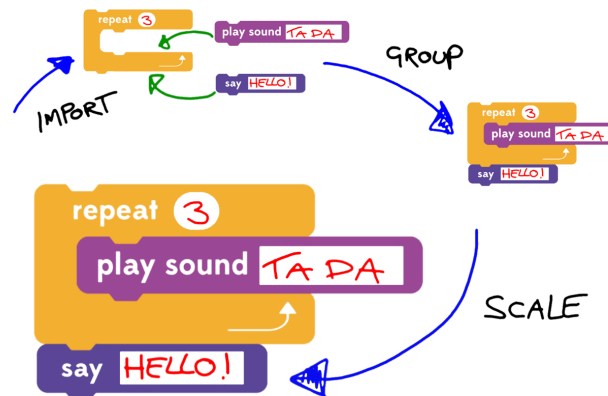 repeat 3
play sound TA DA
say HELLO!
IMPORT
GROUP
repeat 3
play sound TA DA
say HELLO!
repeat 3
play sound TA DA
say HELLO!
SCALE